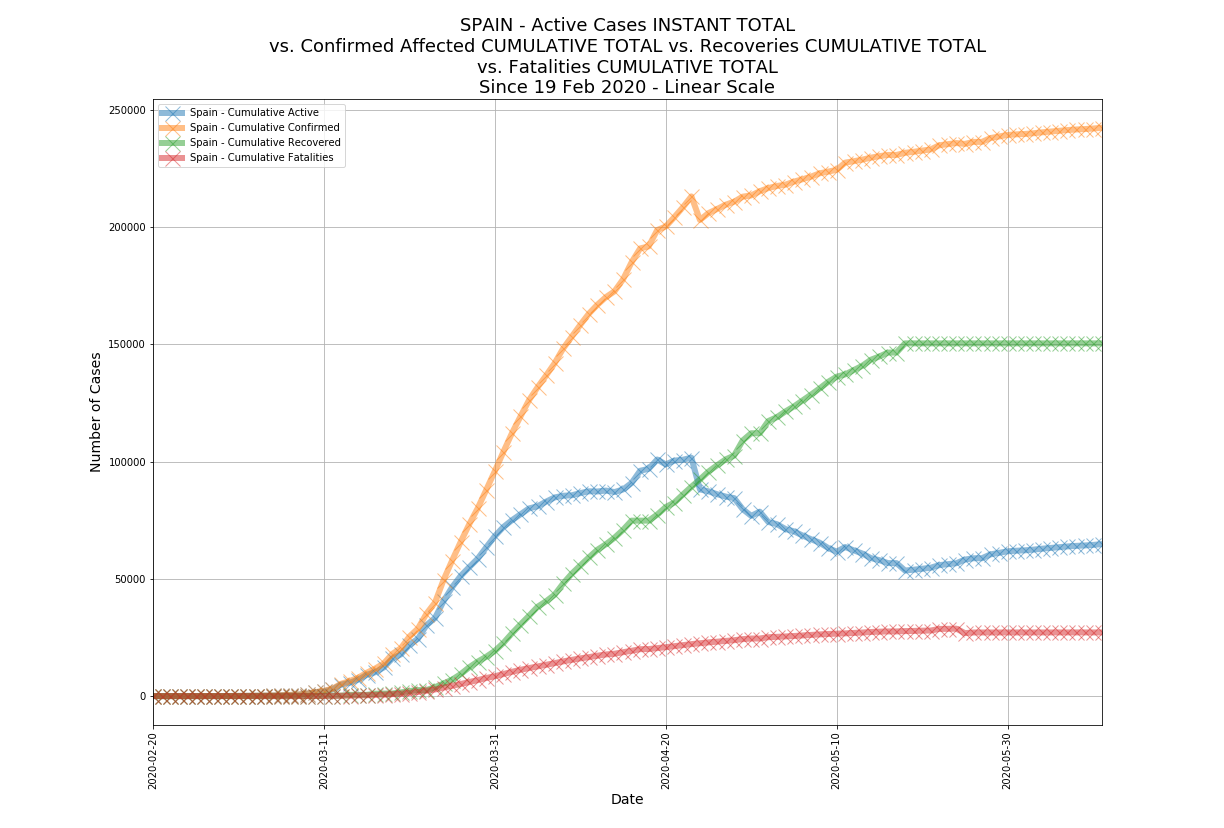 SPAIN - Active Cases INSTANT TOTAL
vs. Confirmed Affected CUMULATIVE TOTAL vs. Recoveries CUMULATIVE TOTAL
vs. Fatalities CUMULATIVE TOTAL
Since 19 Feb 2020 - Linear Scale
Spain - Cumulative Active
Spain - Cumulative Confirmed
Spain - Cumulative Recovered
Spain - Cumulative Fatalities
250000
200000
150000
100000
50000
0
Number of Cases
2020-02-20
2020-03-11
2020-03-31
2020-04-20
2020-05-10
2020-05-30
Date